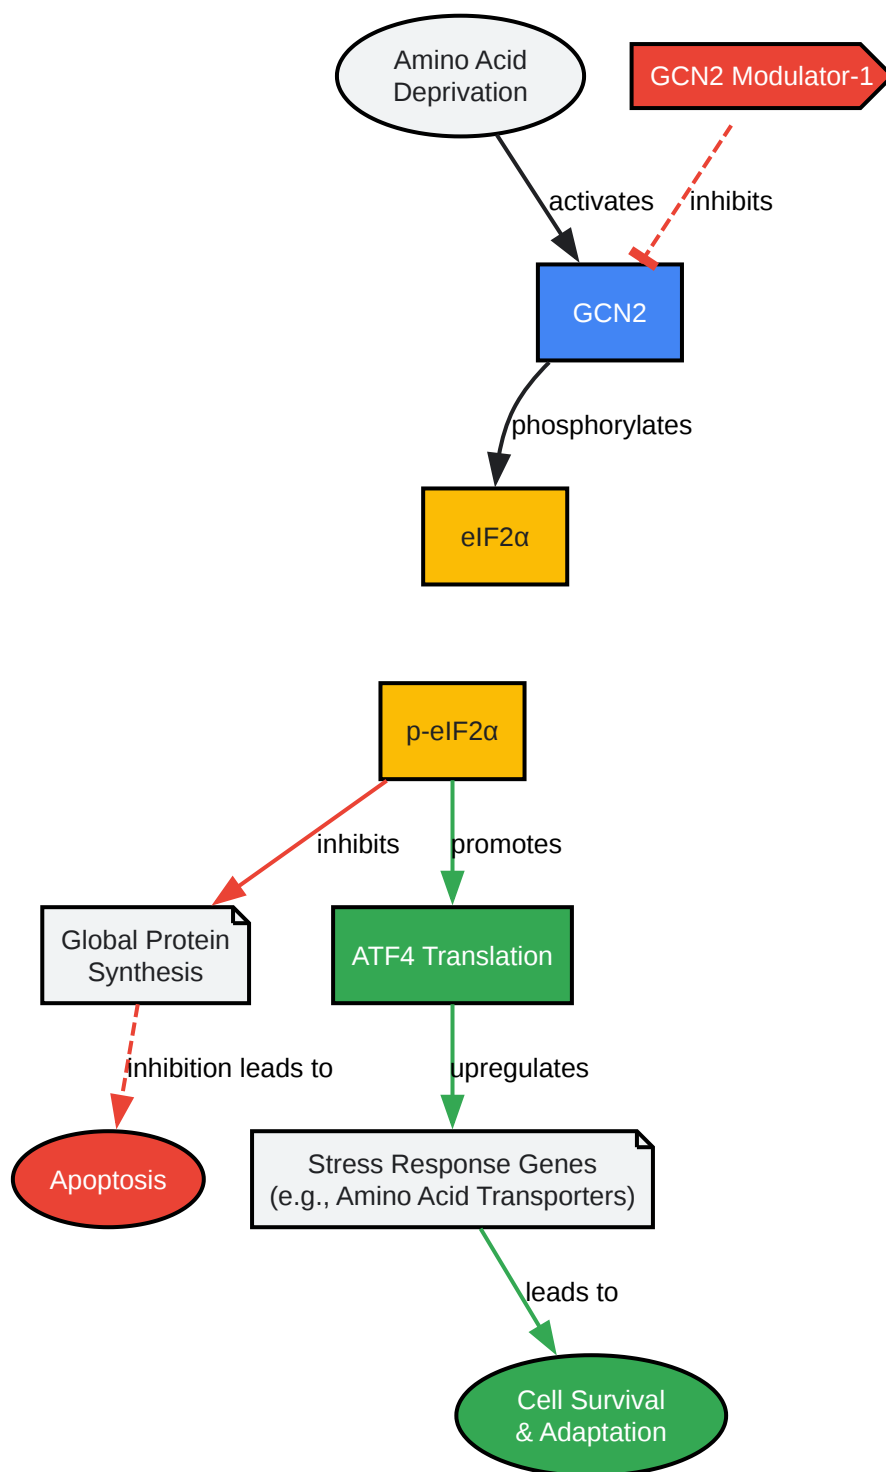 Amino Acid
Deprivation
GCN2 Modulator-1
activates
inhibits
GCN2
phosphorylates
eIF2α
p-eIF2α
inhibits
promotes
Global Protein
Synthesis
ATF4 Translation
inhibition leads to
upregulates
Apoptosis
Stress Response Genes
(e.g., Amino Acid Transporters)
leads to
Cell Survival
& Adaptation